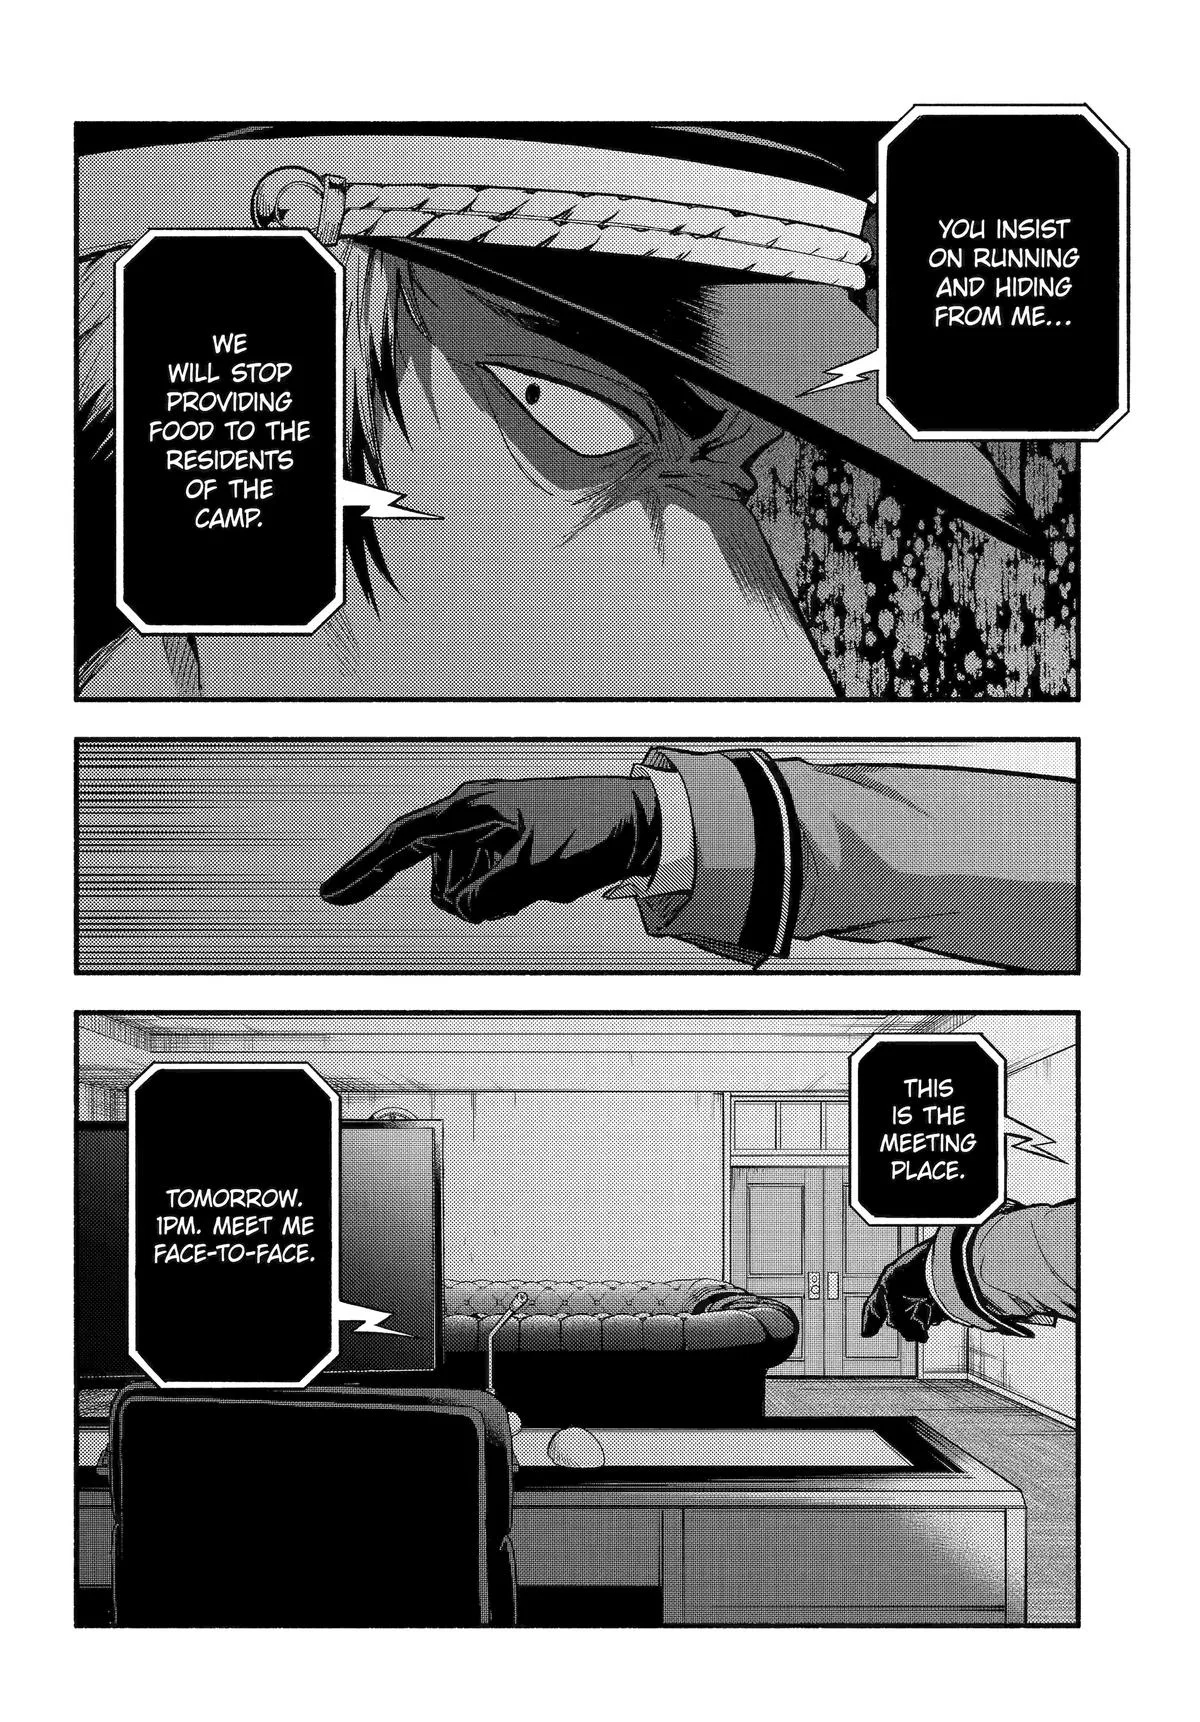 YOU INSIST
ON RUNNING
AND HIDING
FROM ME...
WE
WILL STOP
PROVIDING
FOOD TO THE
RESIDENTS
OF THE
CAMP.
THIS
IS THE
MEETING
PLACE.
TOMORROW.
1PM. MEET ME
FACE-TO-FACE.